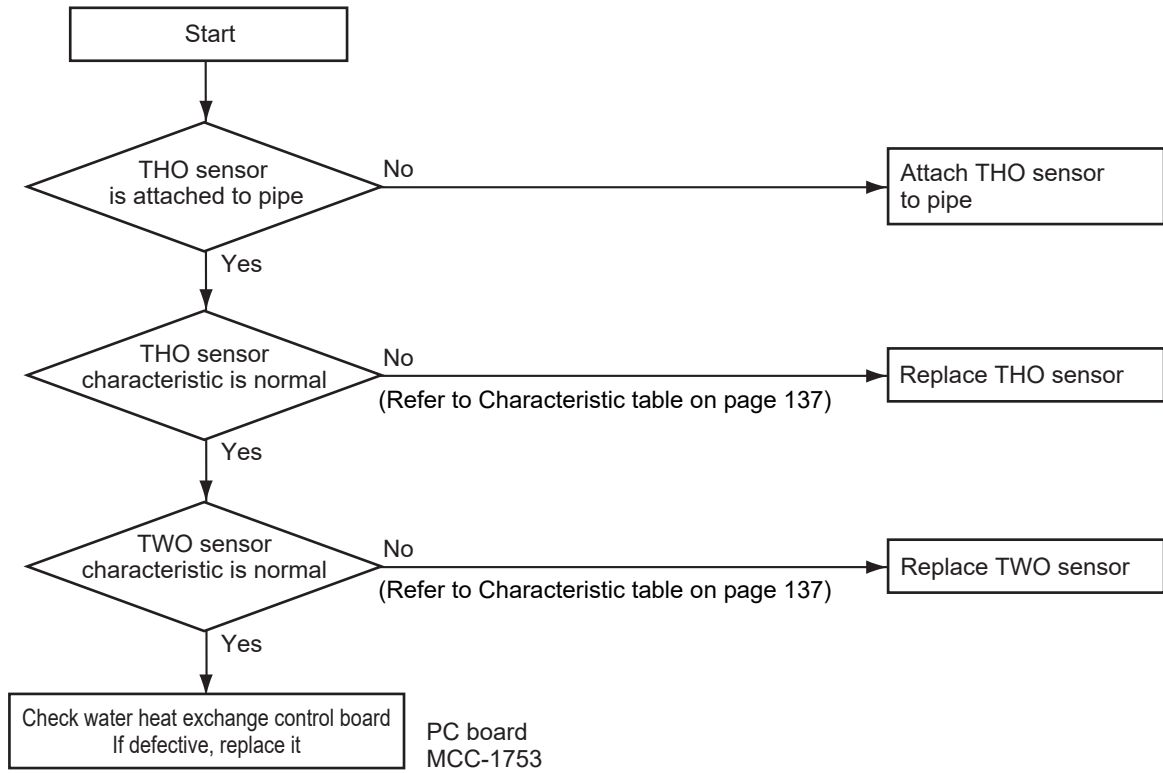 Start
THO sensor
is attached to pipe
No
Attach THO sensor
to pipe
Yes
THO sensor
characteristic is normal
No
(Refer to Characteristic table on page 137)
Replace THO sensor
Yes
TWO sensor
characteristic is normal
No
(Refer to Characteristic table on page 137)
Replace TWO sensor
Yes
Check water heat exchange control board
If defective, replace it
PC board
MCC-1753